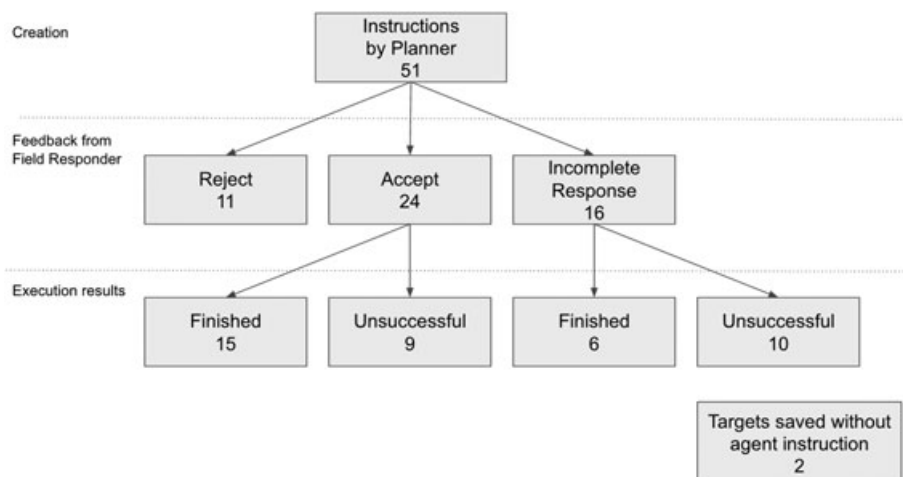 Creation
Instructions
by Planner
51
Feedback from
Field Responder
Reject
11
Accept
24
Incomplete
Response
16
Execution results
Finished
15
Unsuccessful
9
Finished
6
Unsuccessful
10
Targets saved without
agent instruction
2